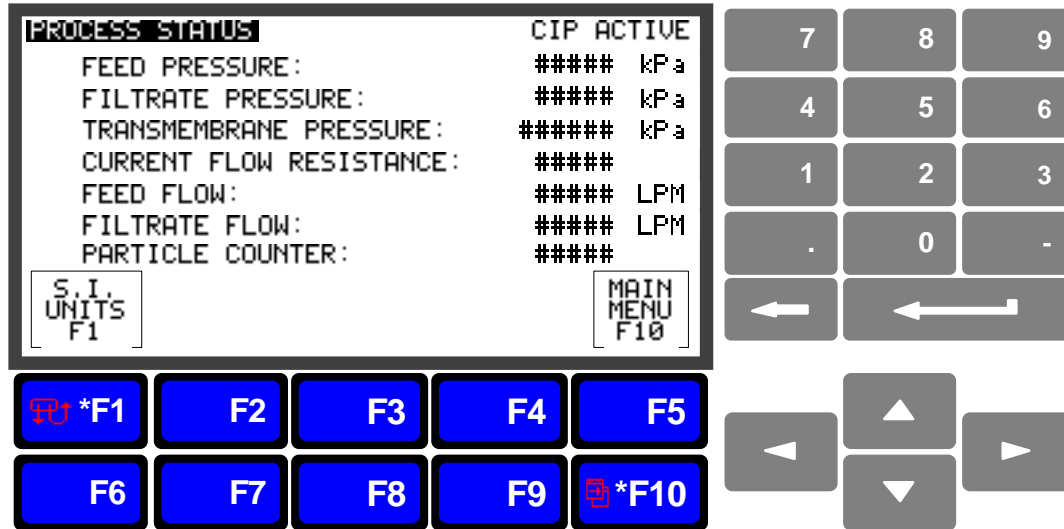 PROCESS STATUS CIP ACTIVE
FEED PRESSURE: ##### kPa
FILTRATE PRESSURE: ##### kPa
TRANSMEMBRANE PRESSURE: ###### kPa
CURRENT FLOW RESISTANCE: #####
FEED FLOW: ##### LPM
FILTRATE FLOW: ##### LPM
PARTICLE COUNTER: #####
S.I.
UNITS
F1
MAIN
MENU
F10
7 8 9
4 5 6
1 2 3
. 0 -
*F1 F2 F3 F4 F5
F6 F7 F8 F9 *F10